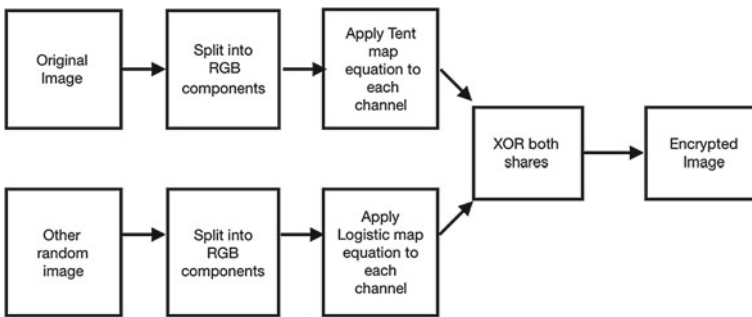 Original
Image
Split into
RGB
components
Apply Tent
map
equation to
each
channel
XOR both
shares
Encrypted
Image
Other
random
image
Split into
RGB
components
Apply
Logistic map
equation to
each
channel